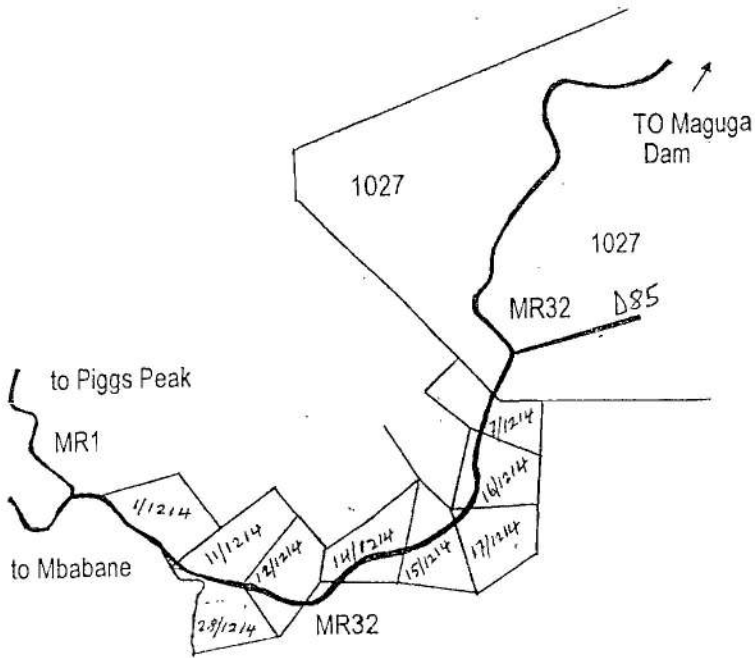 TO Maguga
Dam
1027
1027
MR32
D85
to Piggs Peak
MR1
7/1214
16/1214
1/1214
11/1214
12/1214
14/1214
15/1214
17/1214
to Mbabane
28/1214
MR32